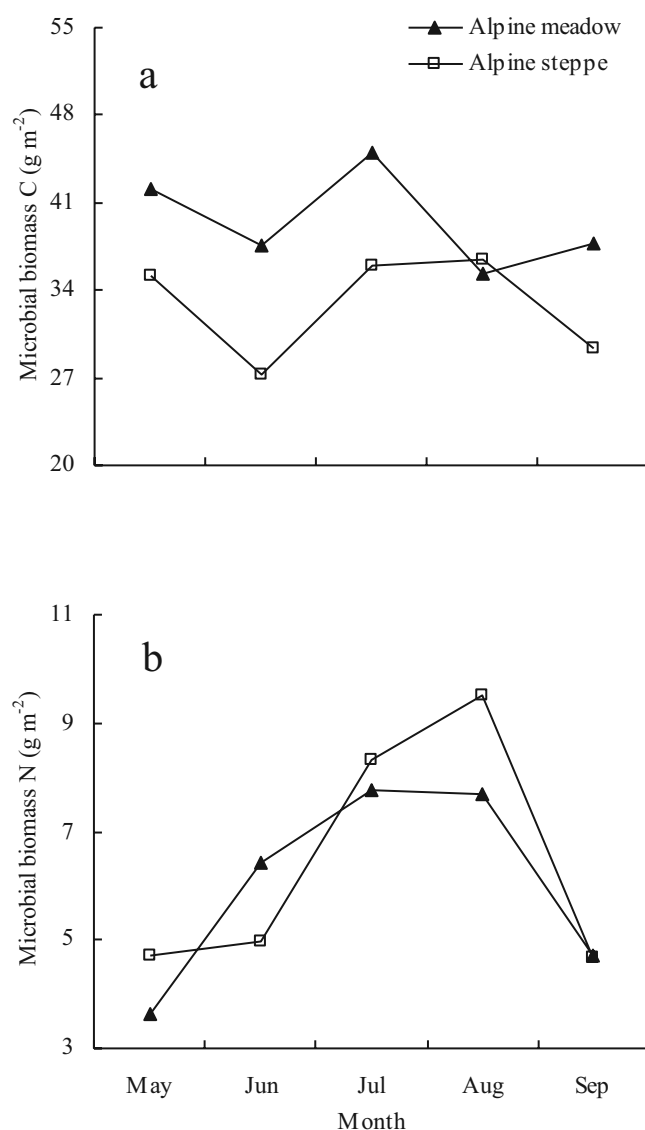 55
48
41
34
27
20
Microbial biomass C (g m-2)
a
Alpine meadow
Alpine steppe
11
9
7
5
3
Microbial biomass N (g m-2)
b
May Jun Jul Aug Sep
Month